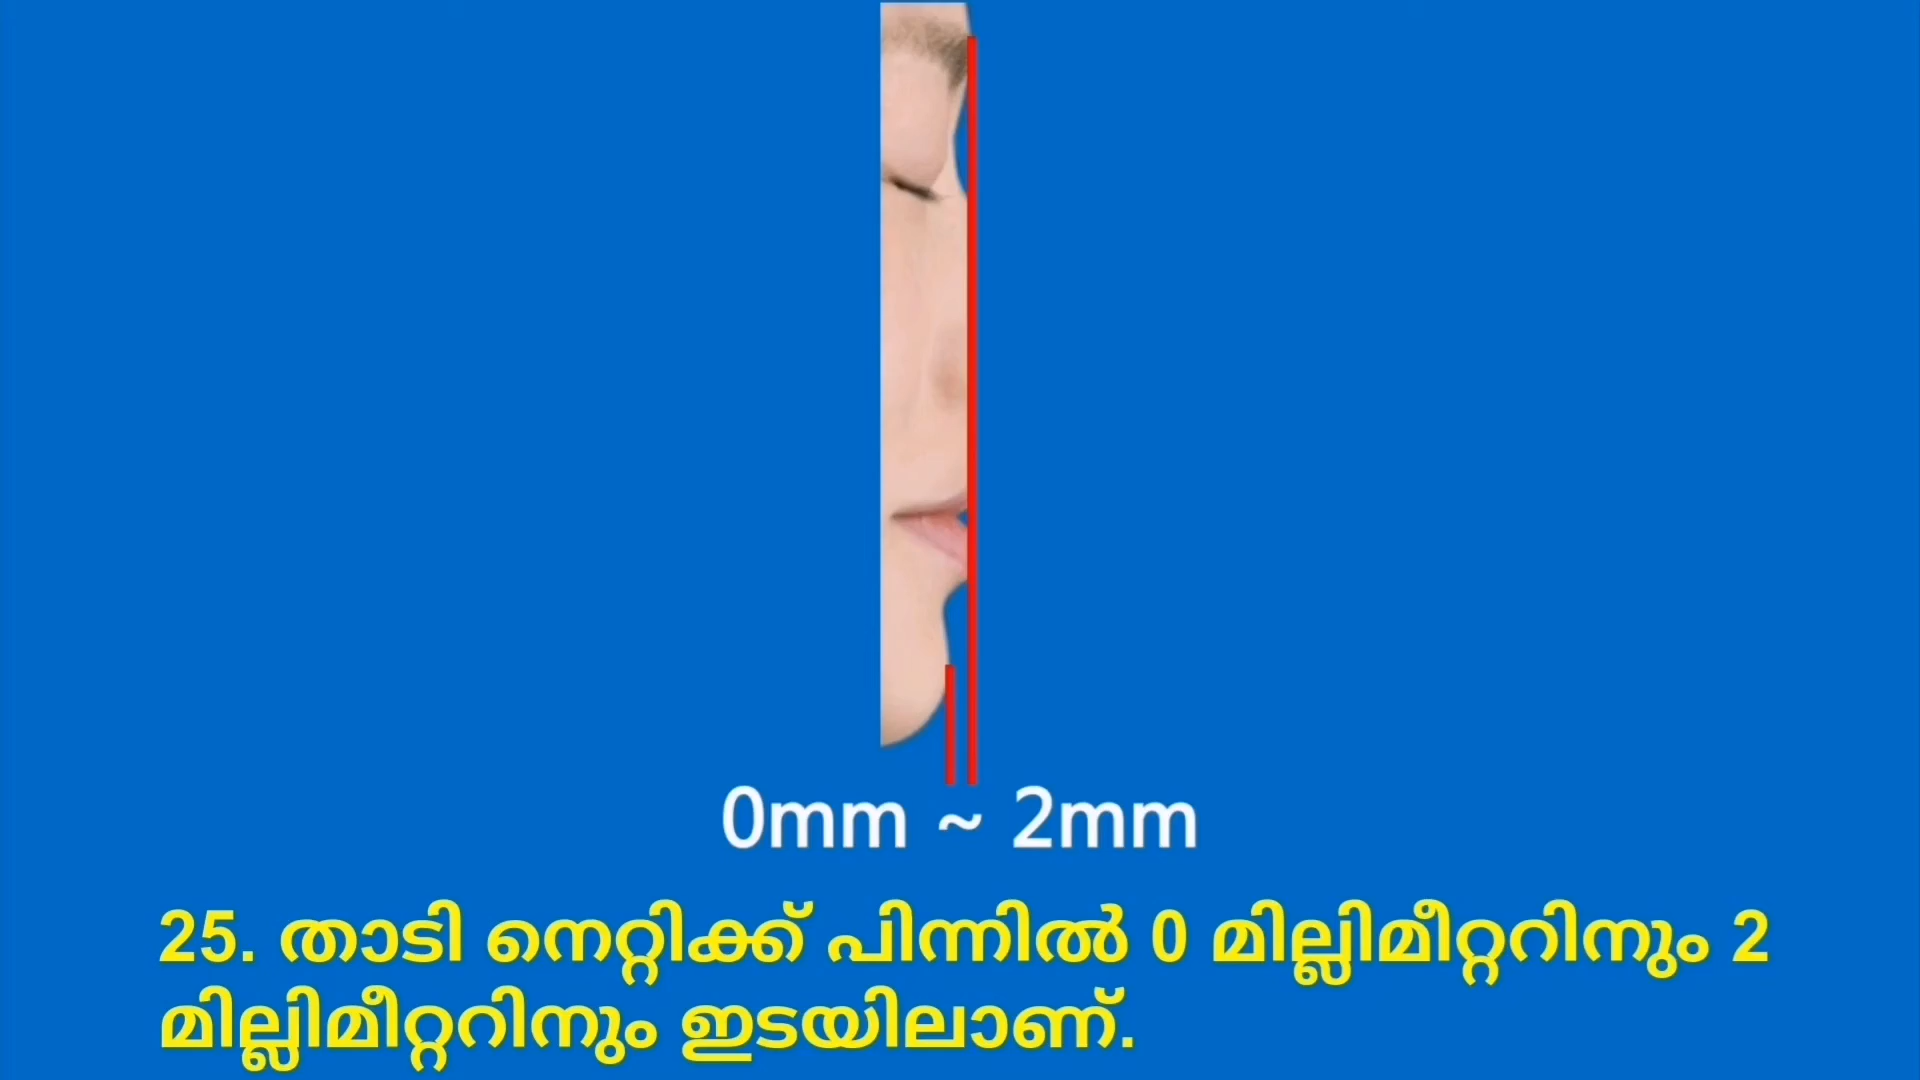 0mm ~ 2mm
25. താടി നെറ്റിക്ക് പിന്നിൽ 0 മില്ലിമീറ്ററിനും 2
മില്ലിമീറ്ററിനും ഇടയിലാണ്.